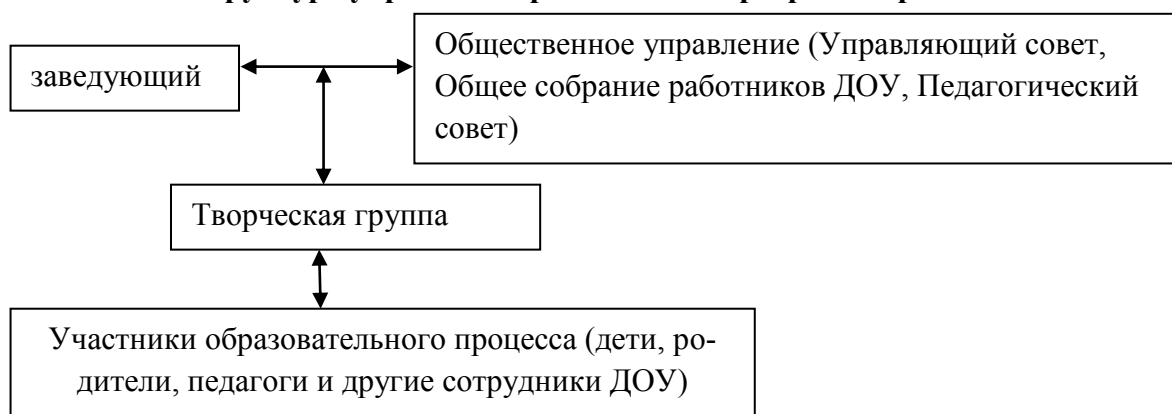 заведующий
Общественное управление (Управляющий совет,
Общее собрание работников ДОУ, Педагогический
совет)
Творческая группа
Участники образовательного процесса (дети, ро-
дители, педагоги и другие сотрудники ДОУ)